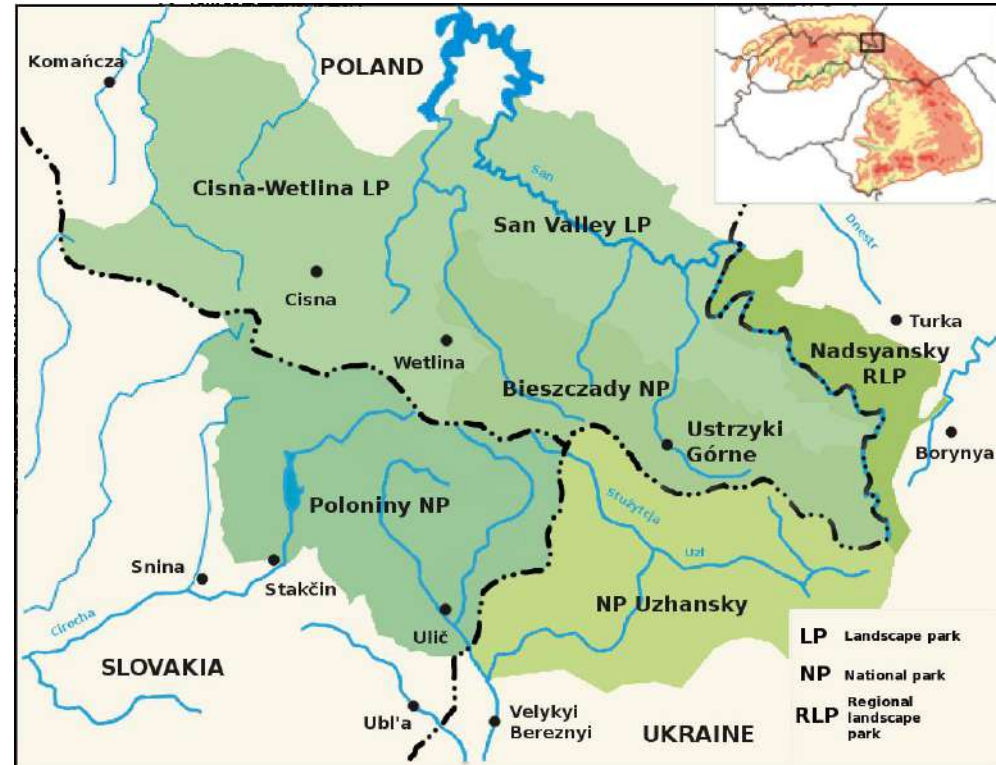 Komańcza
POLAND
Cisna-Wetlina LP
San
San Valley LP
Dnestr
Cisna
Turka
Wetlina
Nadsyansky
RLP
Bieszczady NP
Ustrzyki
Górne
Borynya
Poloniny NP
Stużytcja
Uzł
Snina
Stakčin
NP Uzhansky
Cirocha
Ulič
LP Landscape park
SLOVAKIA
NP National park
Ubl'a
Velykyi
Bereznyi
UKRAINE
RLP Regional
landscape
park